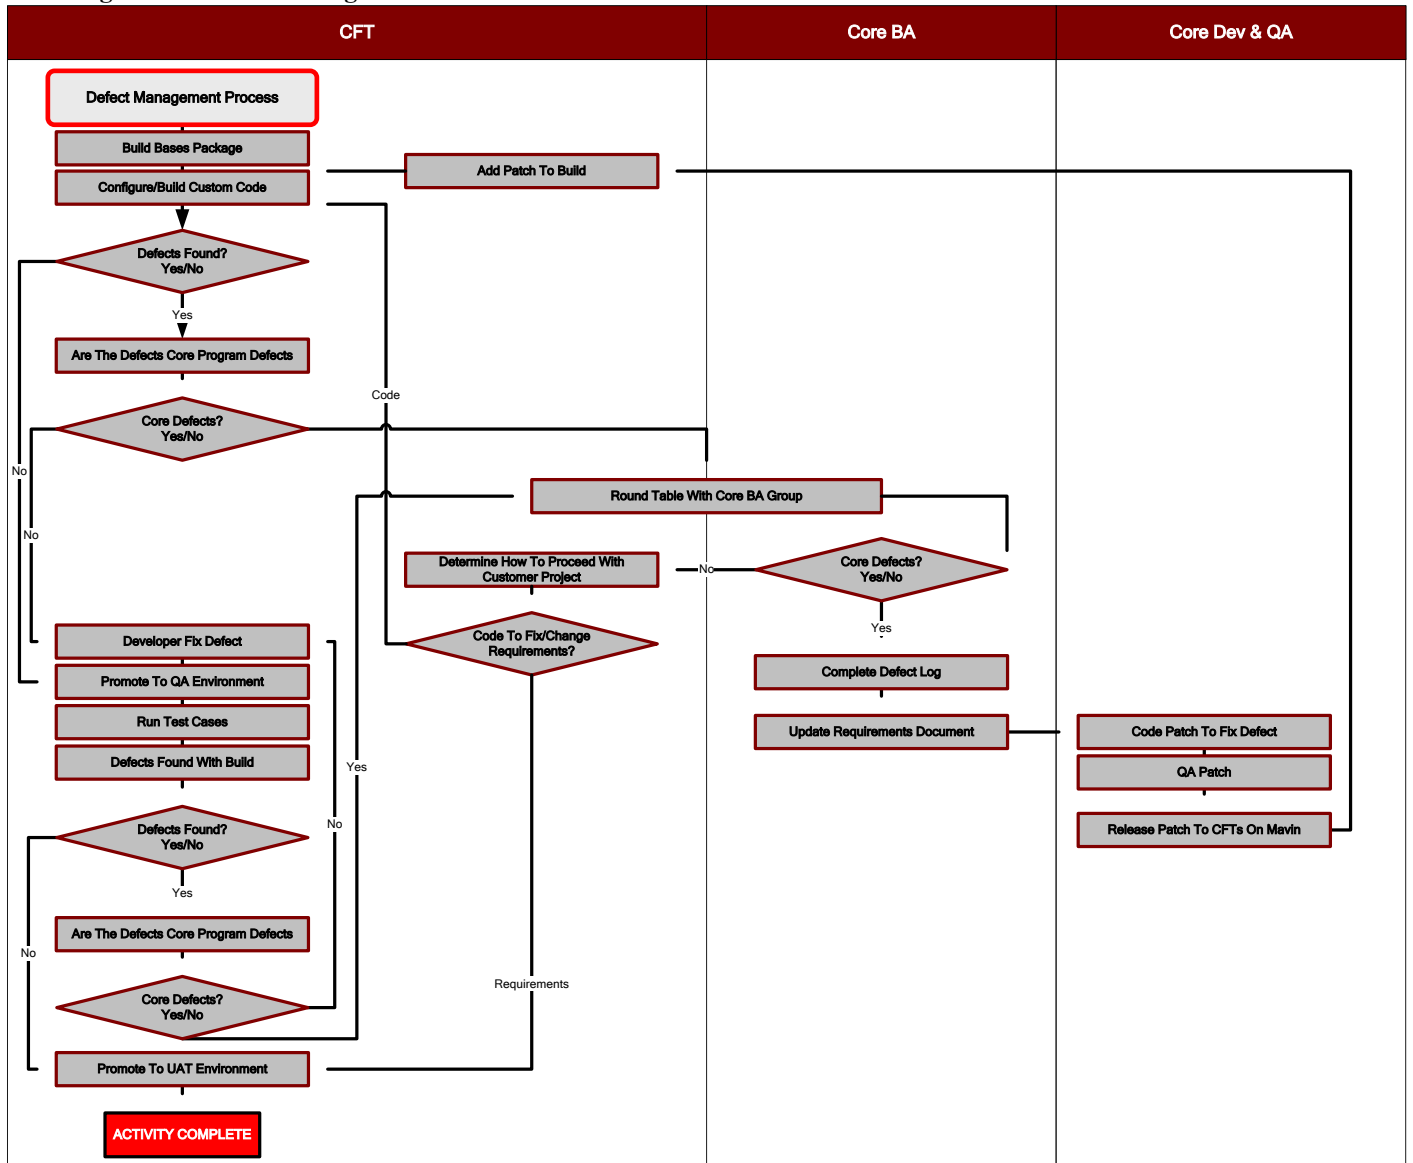 CFT
Core BA
Core Dev & QA
Defect Management Process
Build Bases Package
Add Patch To Build
Configure/Build Custom Code
Defects Found?
Yes/No
Yes
Are The Defects Core Program Defects
Code
Core Defects?
Yes/No
No
Round Table With Core BA Group
No
Determine How To Proceed With
Customer Project
No
Core Defects?
Yes/No
Yes
Developer Fix Defect
Code To Fix/Change
Requirements?
Complete Defect Log
Promote To QA Environment
Run Test Cases
Update Requirements Document
Code Patch To Fix Defect
Defects Found With Build
Yes
QA Patch
Defects Found?
Yes/No
No
Release Patch To CFTs On Mavin
Yes
Are The Defects Core Program Defects
No
Requirements
Core Defects?
Yes/No
Promote To UAT Environment
ACTIVITY COMPLETE